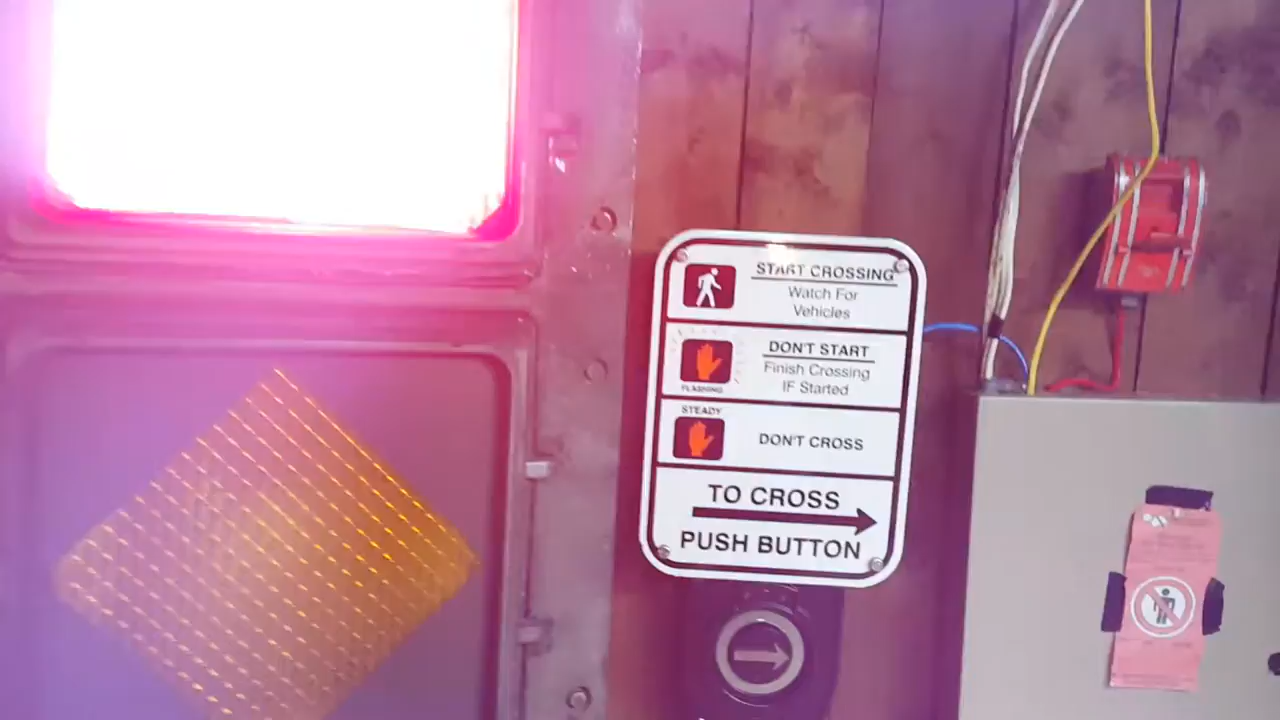 START CROSSING
Watch For
Vehicles
DON'T START
Finish Crossing
IF Started
FLASHING
STEADY
DON'T CROSS
TO CROSS
PUSH BUTTON